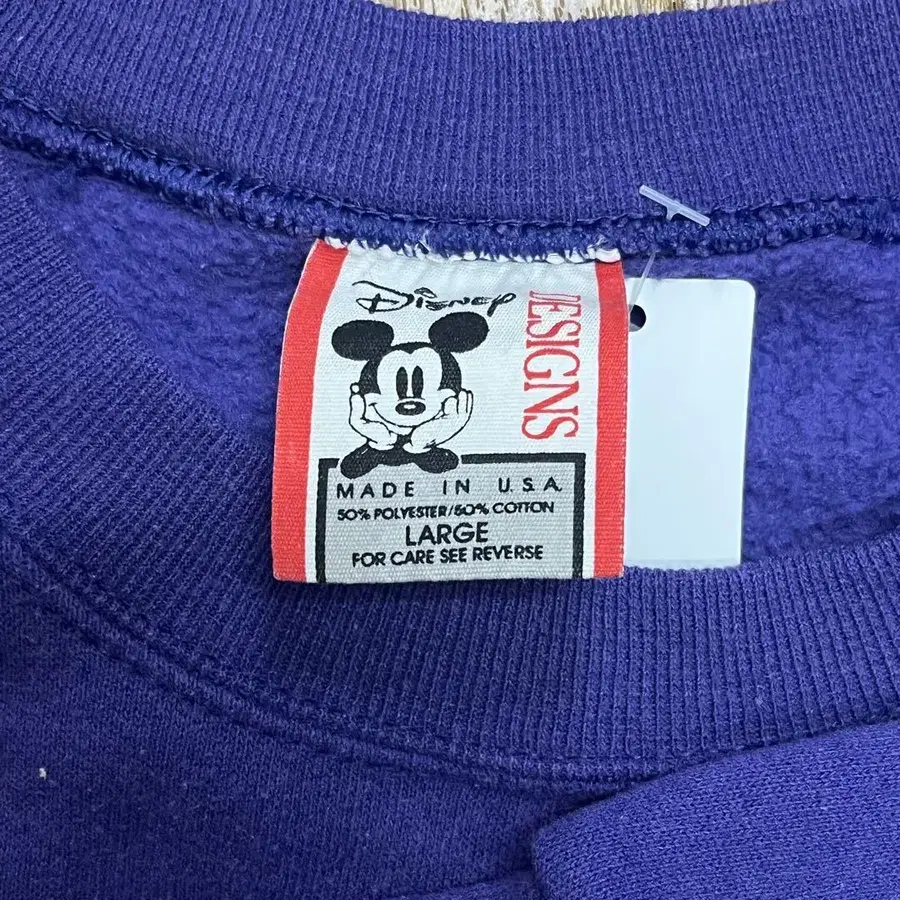 Disney
DESIGNS
MADE IN U.S.A.
50% POLYESTER/50% COTTON
LARGE
FOR CARE SEE REVERSE